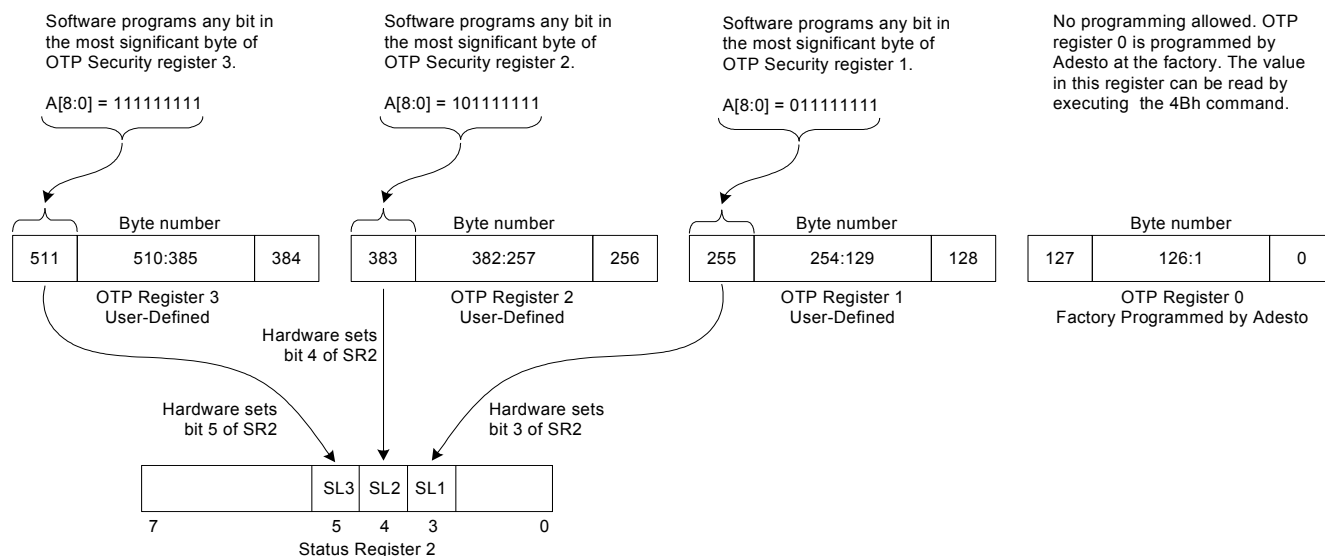 Software programs any bit in
the most significant byte of
OTP Security register 3.
A[8:0] = 111111111
Software programs any bit in
the most significant byte of
OTP Security register 2.
A[8:0] = 101111111
Software programs any bit in
the most significant byte of
OTP Security register 1.
A[8:0] = 011111111
No programming allowed. OTP
register 0 is programmed by
Adesto at the factory. The value
in this register can be read by
executing the 4Bh command.
Byte number
511 510:385 384
OTP Register 3
User-Defined
Byte number
383 382:257 256
OTP Register 2
User-Defined
Byte number
255 254:129 128
OTP Register 1
User-Defined
Byte number
127 126:1 0
OTP Register 0
Factory Programmed by Adesto
Hardware sets
bit 5 of SR2
Hardware sets
bit 4 of SR2
Hardware sets
bit 3 of SR2
SL3 SL2 SL1
7 5 4 3 0
Status Register 2